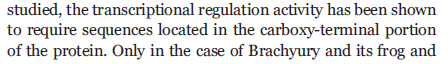 studied, the transcriptional regulation activity has been shown
to require sequences located in the carboxy-terminal portion
of the protein. Only in the case of Brachyury and its frog and